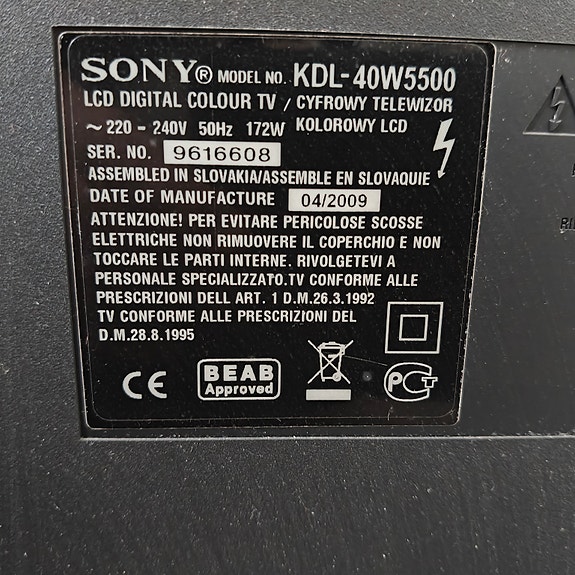 SONY® MODEL NO. KDL-40W5500
LCD DIGITAL COLOUR TV / CYFROWY TELEWIZOR
~ 220 - 240V 50Hz 172W KOLOROWY LCD
SER. NO. 9616608
ASSEMBLED IN SLOVAKIA/ASSEMBLE EN SLOVAQUIE
DATE OF MANUFACTURE 04/2009
ATTENZIONE! PER EVITARE PERICOLOSE SCOSSE
ELETTRICHE NON RIMUOVERE IL COPERCHIO E NON
TOCCARE LE PARTI INTERNE. RIVOLGETEVI A
PERSONALE SPECIALIZZATO.TV CONFORME ALLE
PRESCRIZIONI DELL ART. 1 D.M.26.3.1992
TV CONFORME ALLE PRESCRIZIONI DEL
D.M.28.8.1995
CE
BEAB
Approved